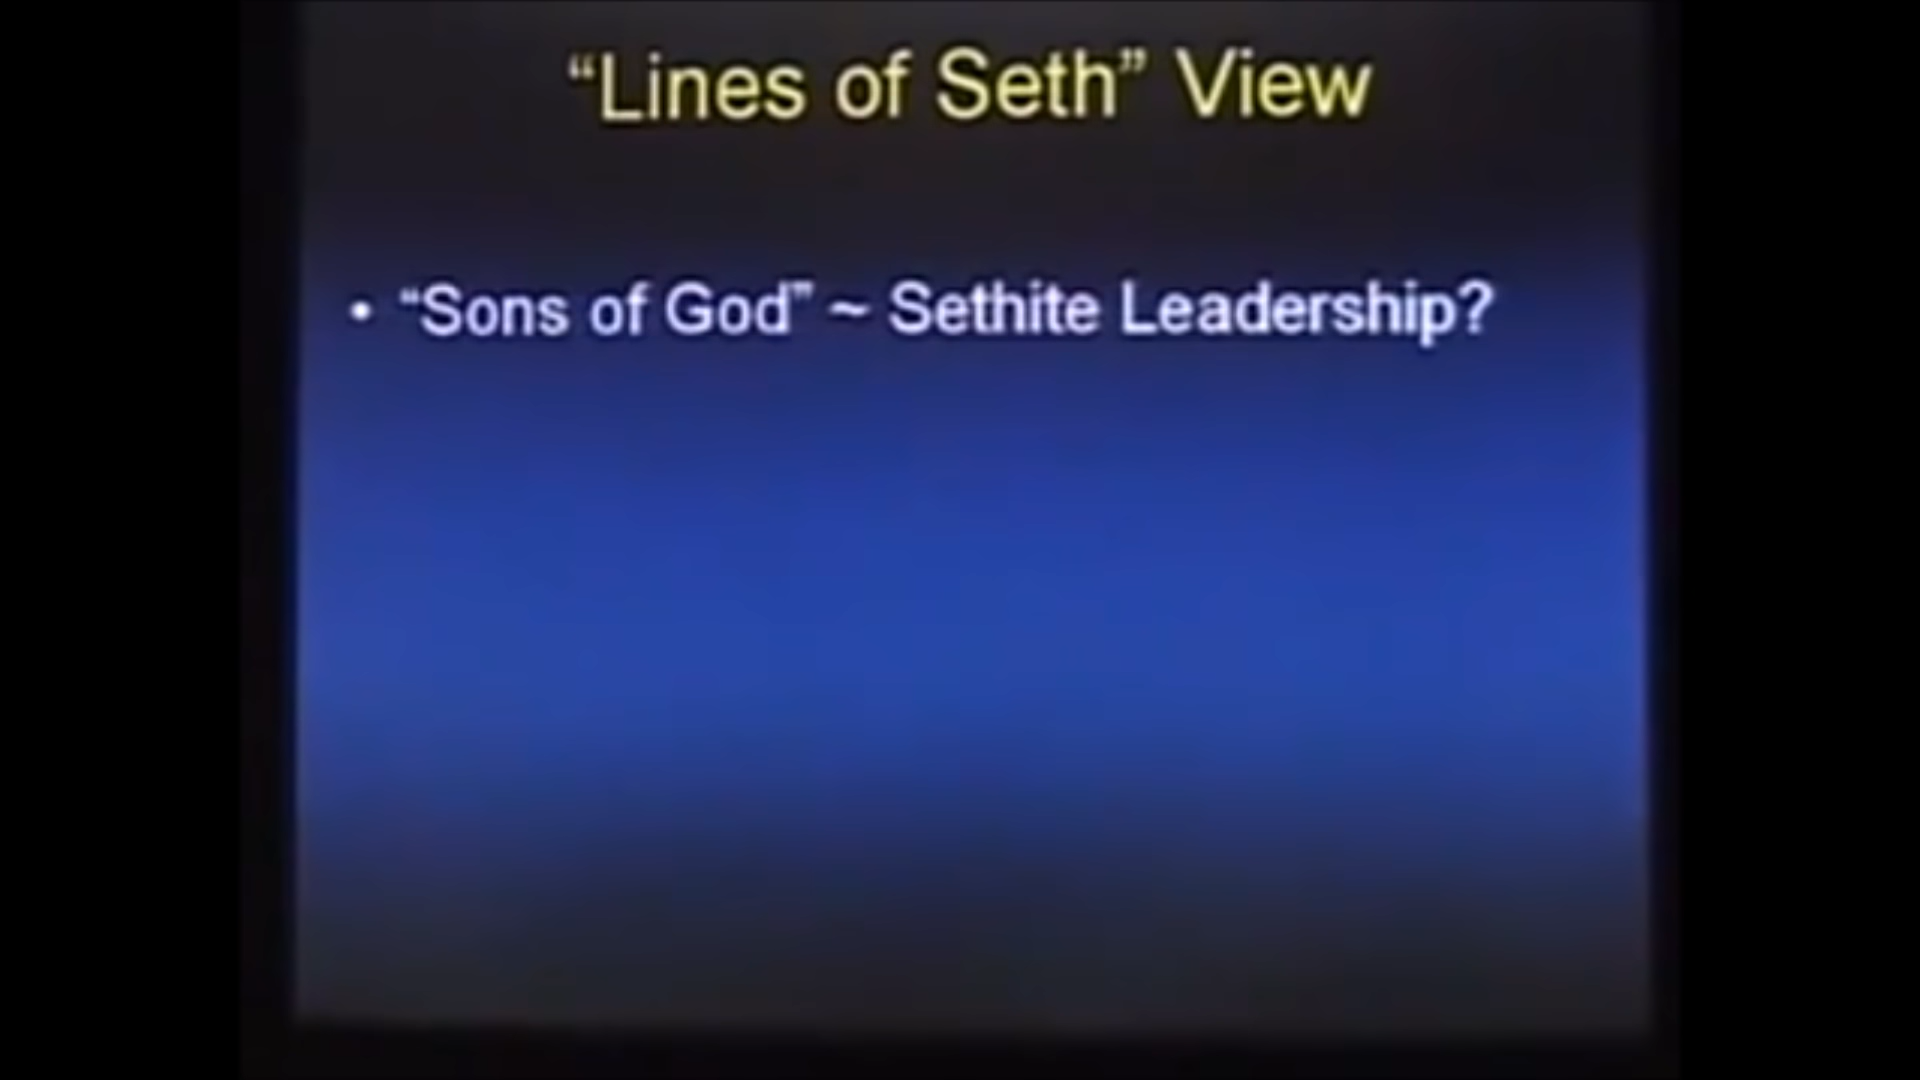 “Lines of Seth” View
• “Sons of God” ~ Sethite Leadership?